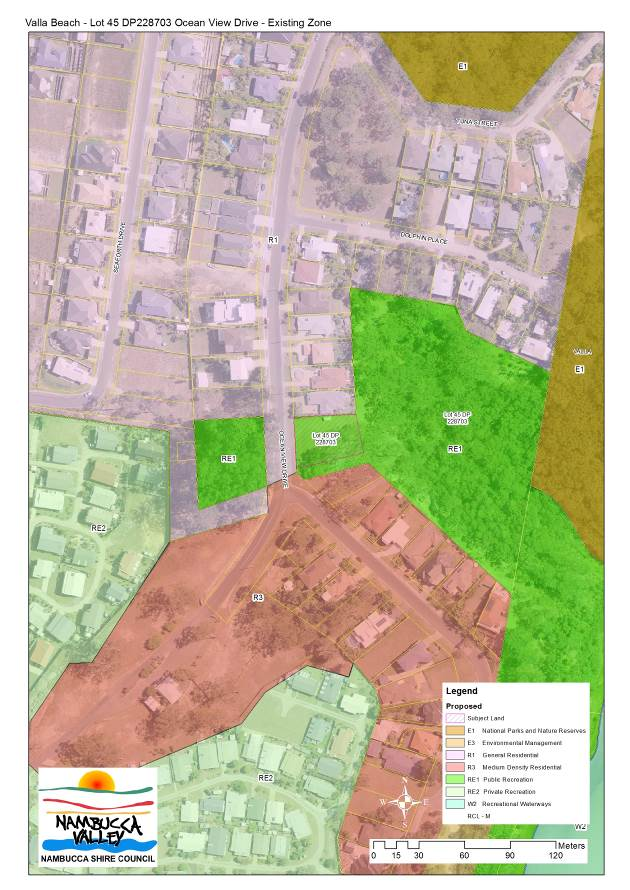 Valla Beach - Lot 45 DP228703 Ocean View Drive - Existing Zone
E1
TUNA STREET
SEAFORTH DRIVE
R1
DOLPHIN PLACE
VALLA
E1
Lot 45 DP
228703
RE1
Lot 45 DP
228703
RE1
OCEAN VIEW DRIVE
RE2
R3
RE2
Legend
Proposed
Subject Land
E1 National Parks and Nature Reserves
E3 Environmental Management
R1 General Residential
R3 Medium Density Residential
RE1 Public Recreation
RE2 Private Recreation
W2 Recreational Waterways
RCL - M
W2
N
W E
S
NAMBUCCA
VALLEY
NAMBUCCA SHIRE COUNCIL
Meters
0 15 30 60 90 120